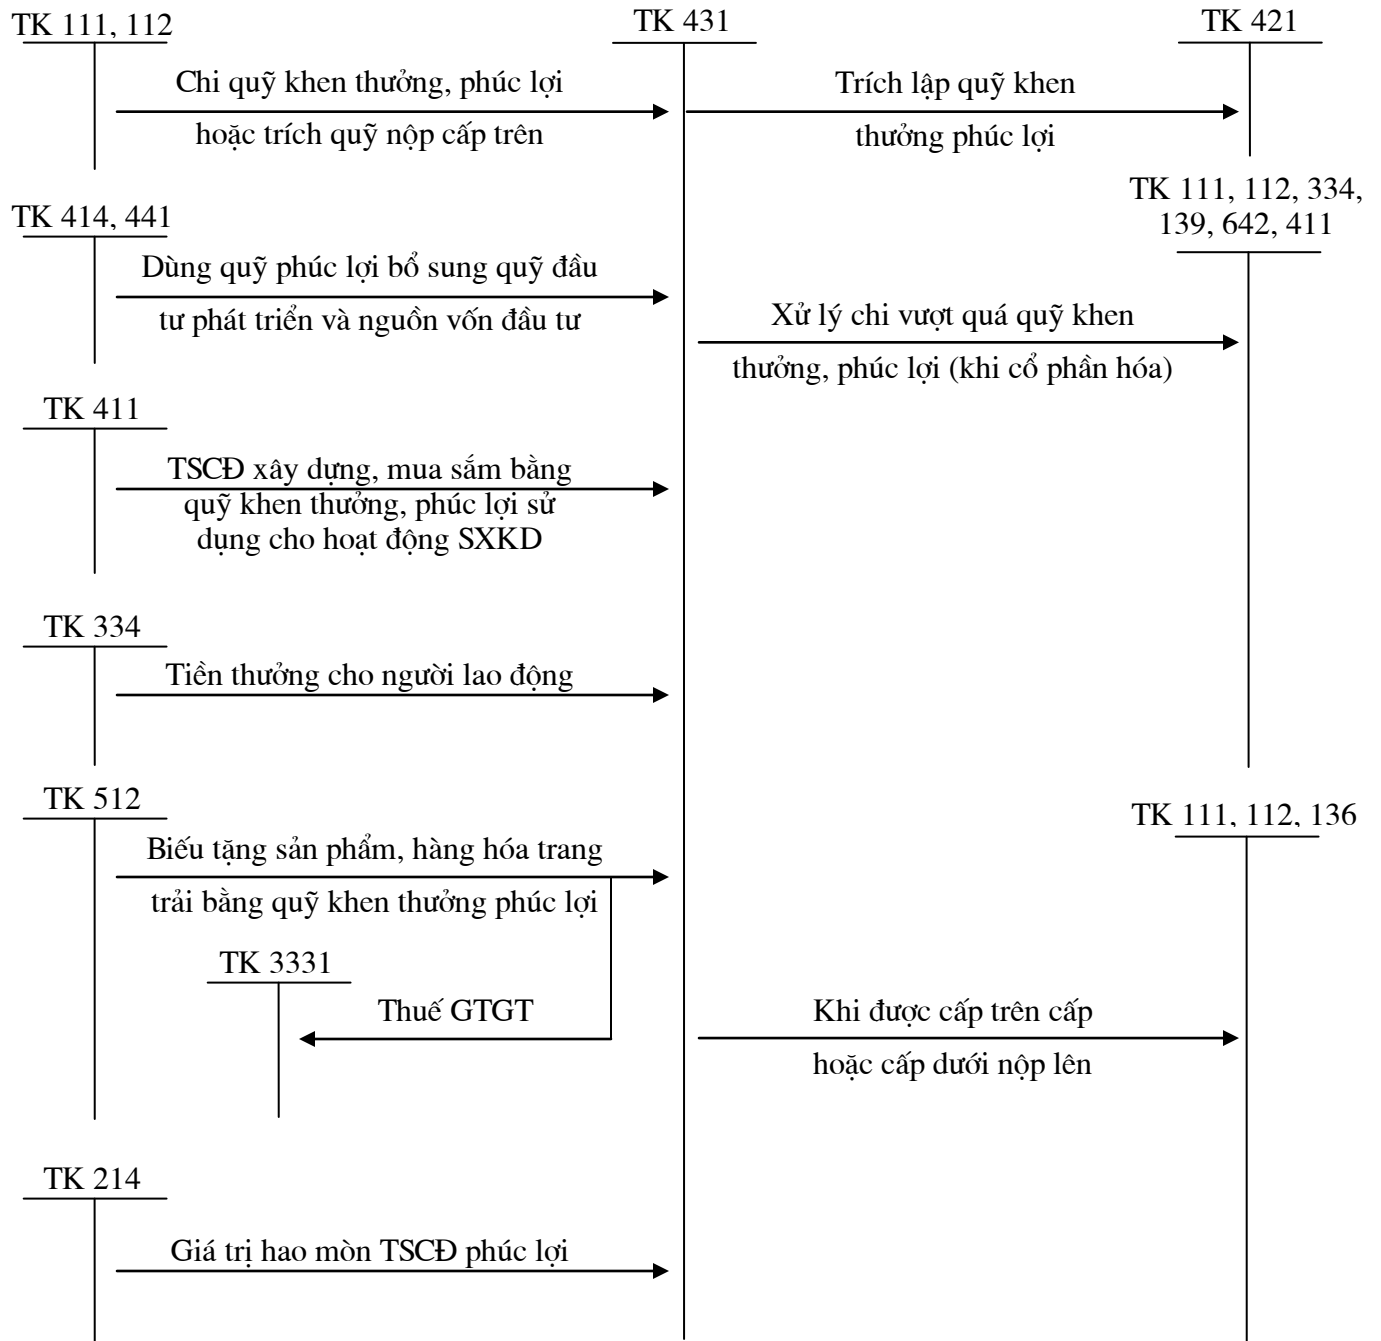 TK 111, 112
TK 431
TK 421
Chi quỹ khen thưởng, phúc lợi
hoặc trích quỹ nộp cấp trên
Trích lập quỹ khen
thưởng phúc lợi
TK 414, 441
TK 111, 112, 334,
139, 642, 411
Dùng quỹ phúc lợi bổ sung quỹ đầu
tư phát triển và nguồn vốn đầu tư
Xử lý chi vượt quá quỹ khen
thưởng, phúc lợi (khi cổ phần hóa)
TK 411
TSCĐ xây dựng, mua sắm bằng
quỹ khen thưởng, phúc lợi sử
dụng cho hoạt động SXKD
TK 334
Tiền thưởng cho người lao động
TK 512
TK 111, 112, 136
Biếu tặng sản phẩm, hàng hóa trang
trải bằng quỹ khen thưởng phúc lợi
TK 3331
Thuế GTGT
Khi được cấp trên cấp
hoặc cấp dưới nộp lên
TK 214
Giá trị hao mòn TSCĐ phúc lợi